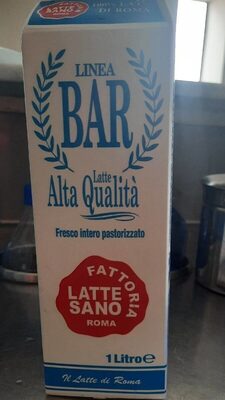 LINEA
BAR
Latte
Alta Qualità
Fresco intero pastorizzato
FATTORIA
LATTE
SANO
ROMA
1 Litro e
Il Latte di Roma